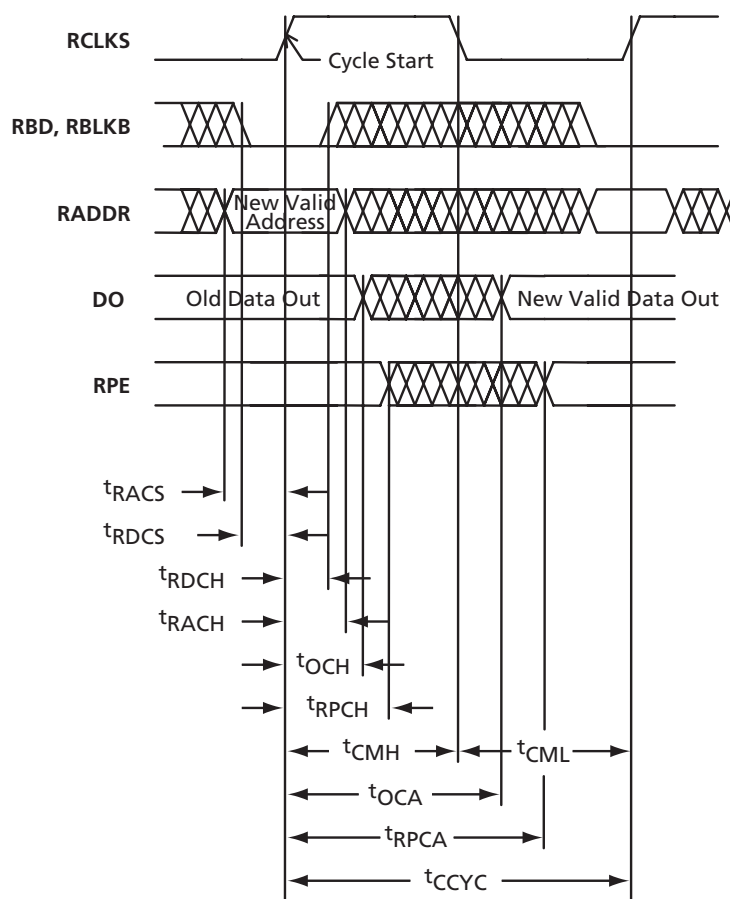 RCLKS
Cycle Start
RBD, RBLKB
RADDR
New Valid
Address
DO
Old Data Out
New Valid Data Out
RPE
tRACS
tRDCS
tRDCH
tRACH
tOCH
tRPCH
tCMH
tCML
tOCA
tRPCA
tCCYC